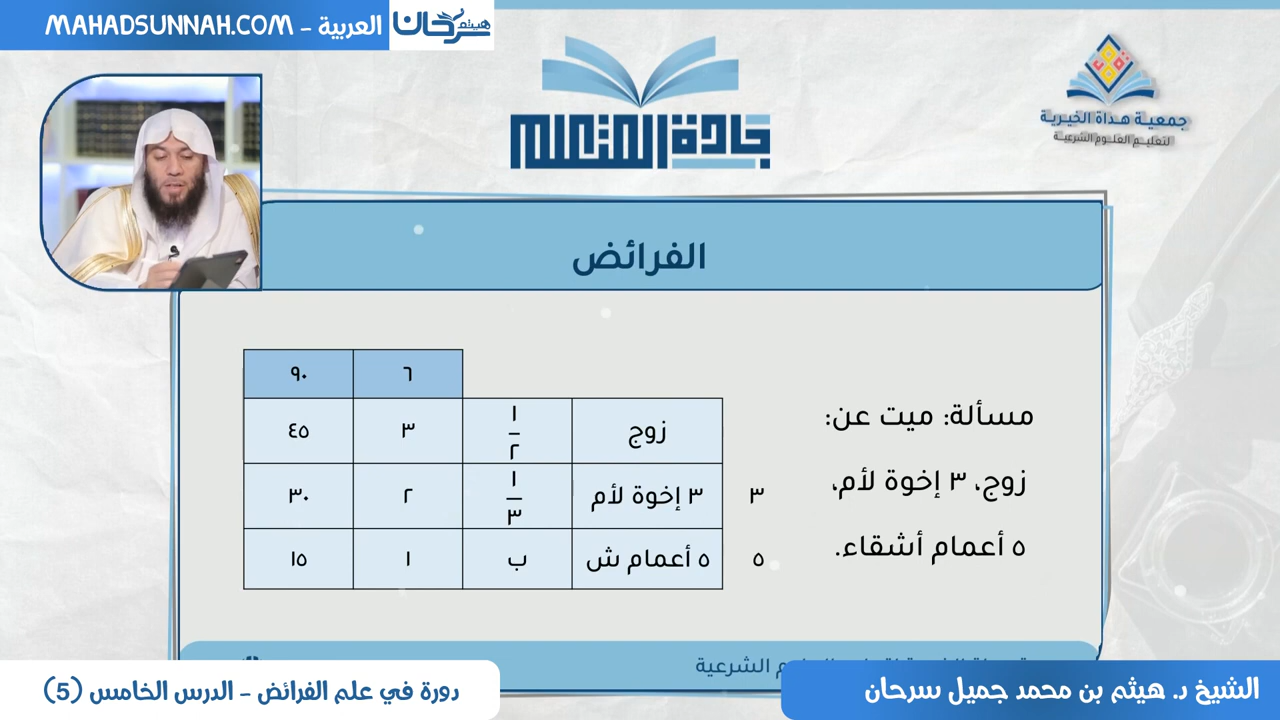 العربية - MAHADSUNNAH.COM
هيثم سرحان
جادة المتعلم
جمعية هداة الخيرية
لتعليم العلوم الشرعية
الفرائض
مسألة: ميت عن:
زوج، ٣ إخوة لأم،
٥ أعمام أشقاء.
٦ ٩٠
زوج ١/٢ ٣ ٤٥
٣ ٣ إخوة لأم ١/٣ ٢ ٣٠
٥ ٥ أعمام ش ب ١ ١٥
الشرعية
الشيخ د. هيثم بن محمد جميل سرحان
دورة في علم الفرائض - الدرس الخامس (5)